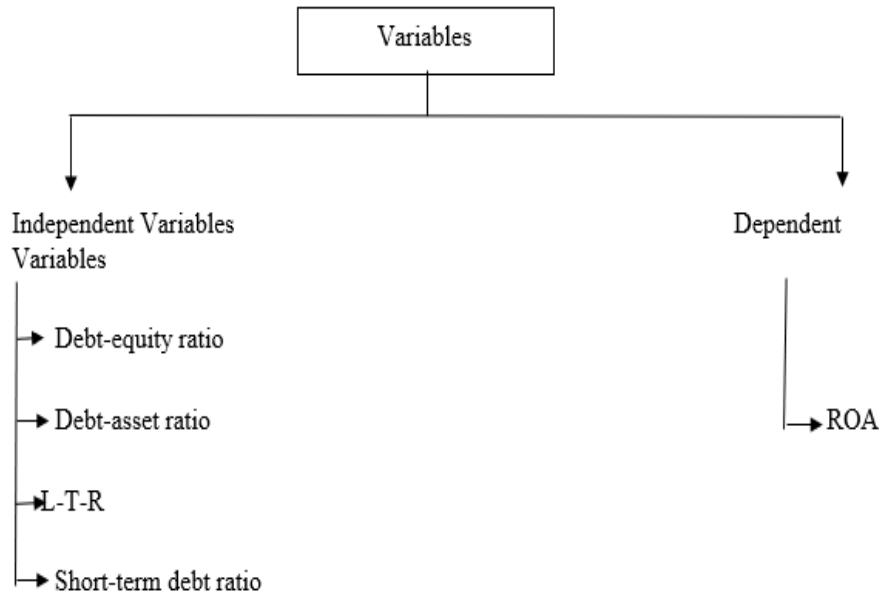 Variables
Independent Variables
Dependent
Variables
Debt-equity ratio
Debt-asset ratio
ROA
L-T-R
Short-term debt ratio